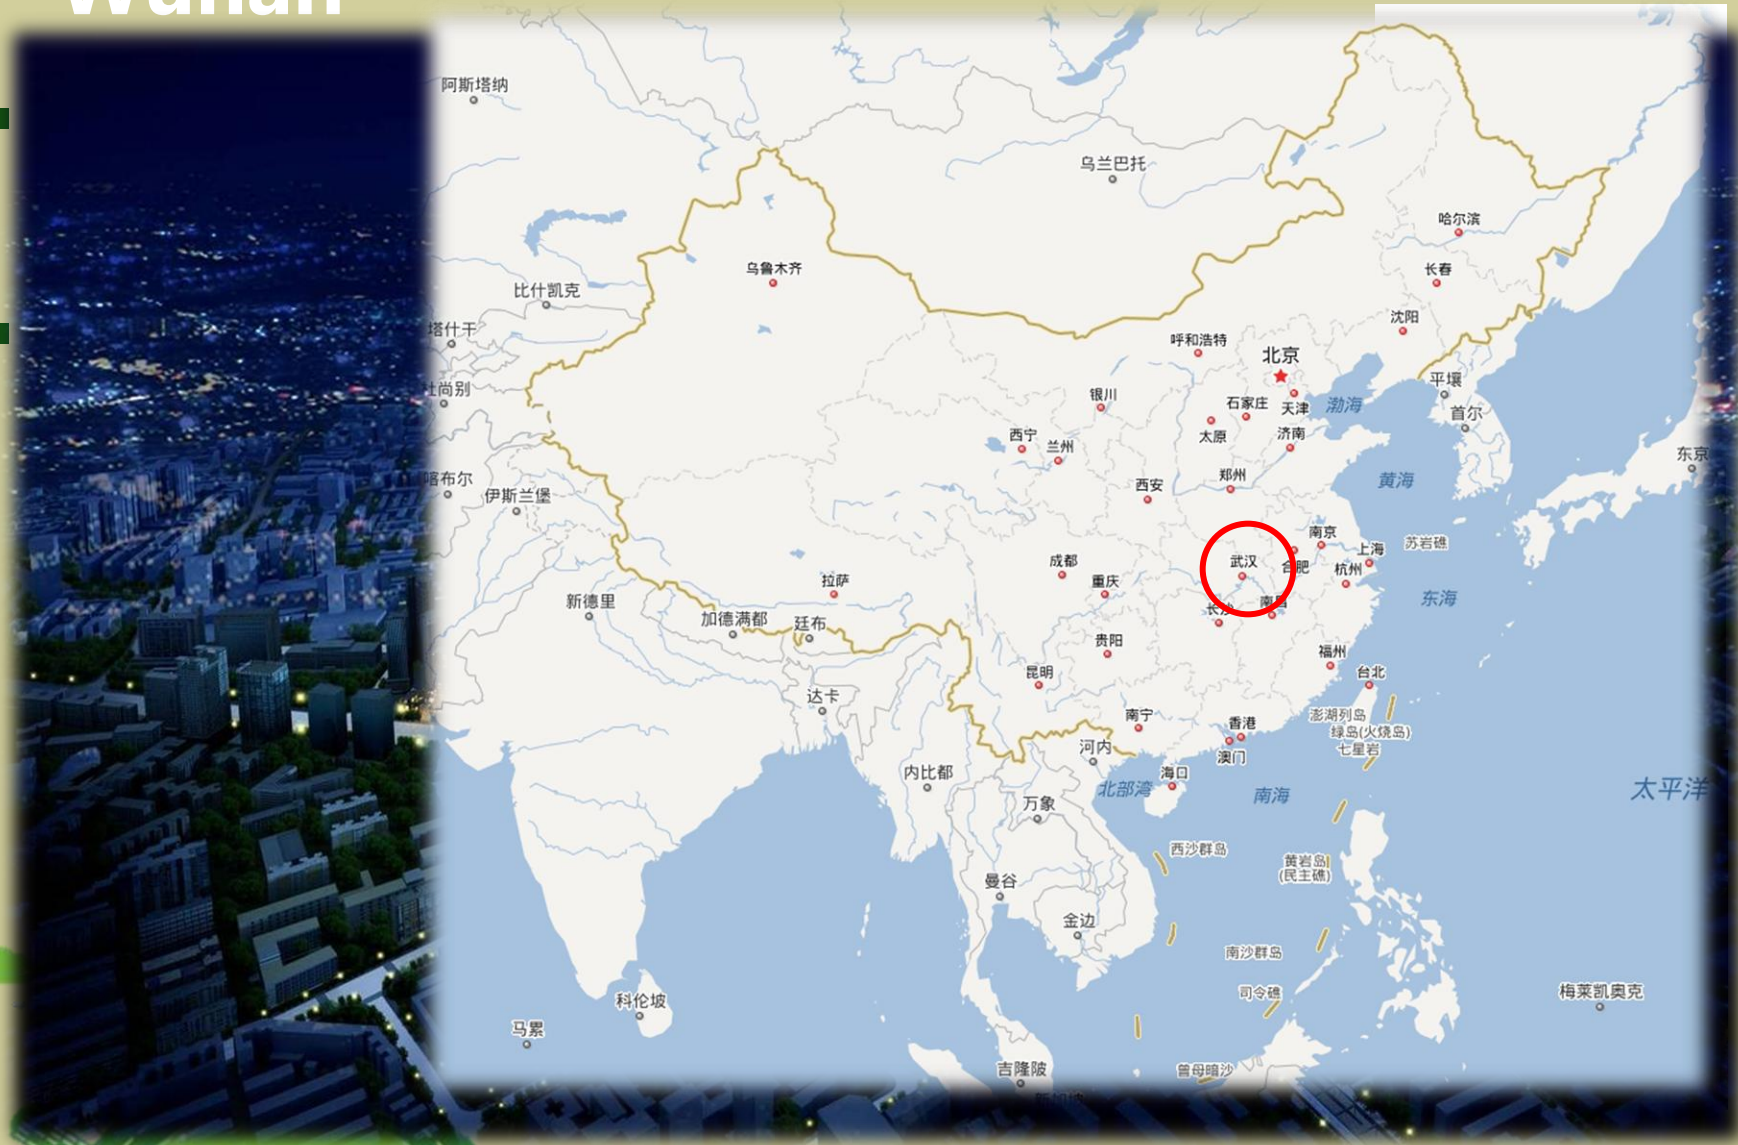 Wuhan
阿斯塔纳
乌兰巴托
哈尔滨
乌鲁木齐
长春
比什凯克
塔什干
沈阳
呼和浩特
北京
平壤
杜尚别
银川
石家庄
天津
渤海
首尔
西宁
兰州
太原
济南
东京
喀布尔
伊斯兰堡
西安
郑州
黄海
南京
上海
苏岩礁
成都
武汉
合肥
杭州
拉萨
重庆
东海
新德里
加德满都
廷布
长沙
南昌
贵阳
福州
昆明
台北
达卡
南宁
香港
澎湖列岛
绿岛(火烧岛)
七星岩
河内
澳门
内比都
海口
北部湾
南海
太平洋
万象
西沙群岛
黄岩岛
(民主礁)
曼谷
金边
南沙群岛
科伦坡
司令礁
梅莱凯奥克
马累
吉隆坡
曾母暗沙
新加坡